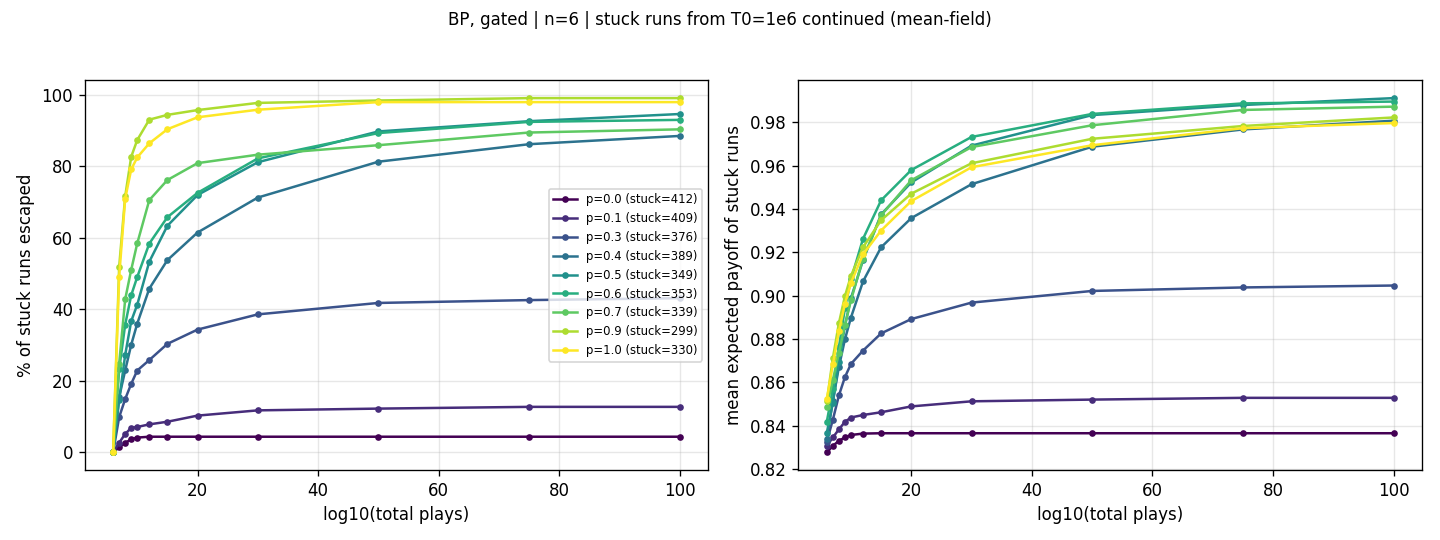 BP, gated | n=6 | stuck runs from T0=1e6 continued (mean-field)
% of stuck runs escaped
100
80
60
40
20
0
20
40
60
80
100
log10(total plays)
p=0.0 (stuck=412)
p=0.1 (stuck=409)
p=0.3 (stuck=376)
p=0.4 (stuck=389)
p=0.5 (stuck=349)
p=0.6 (stuck=353)
p=0.7 (stuck=339)
p=0.9 (stuck=299)
p=1.0 (stuck=330)
mean expected payoff of stuck runs
0.98
0.96
0.94
0.92
0.90
0.88
0.86
0.84
0.82
20
40
60
80
100
log10(total plays)